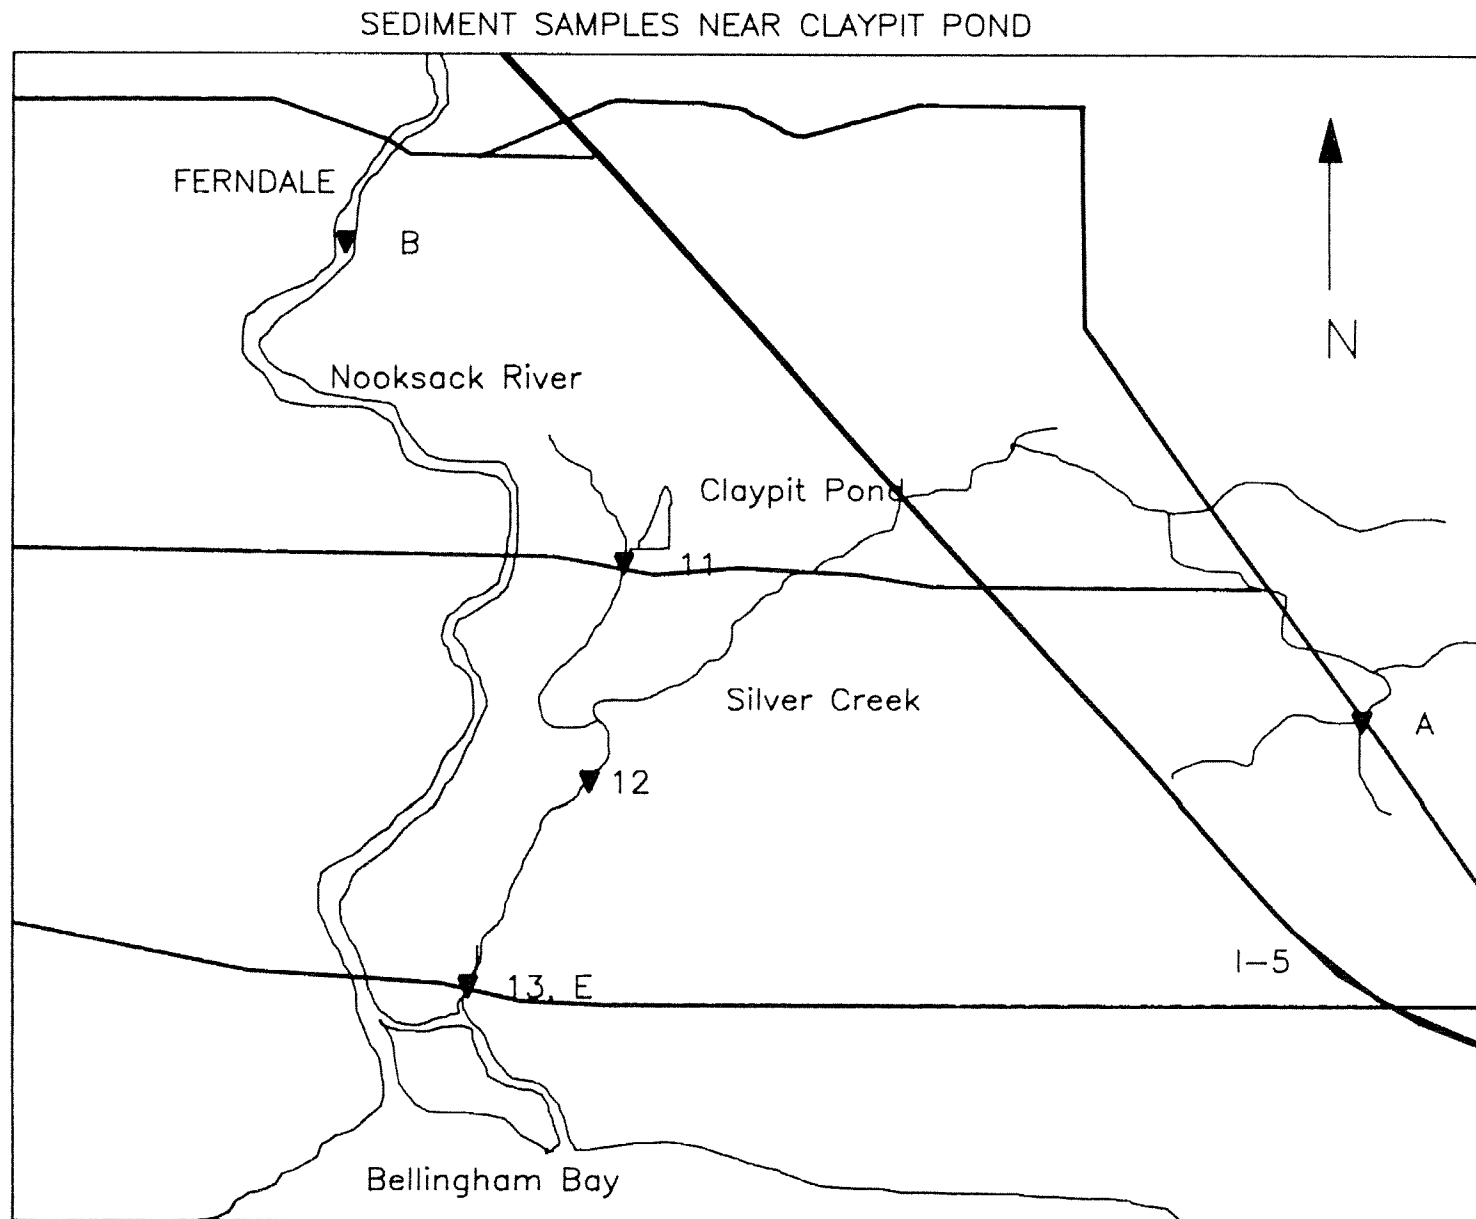 SEDIMENT SAMPLES NEAR CLAYPIT POND
FERNDALE
B
N
Nooksack River
Claypit Pond
11
Silver Creek
A
12
I-5
13, E
Bellingham Bay